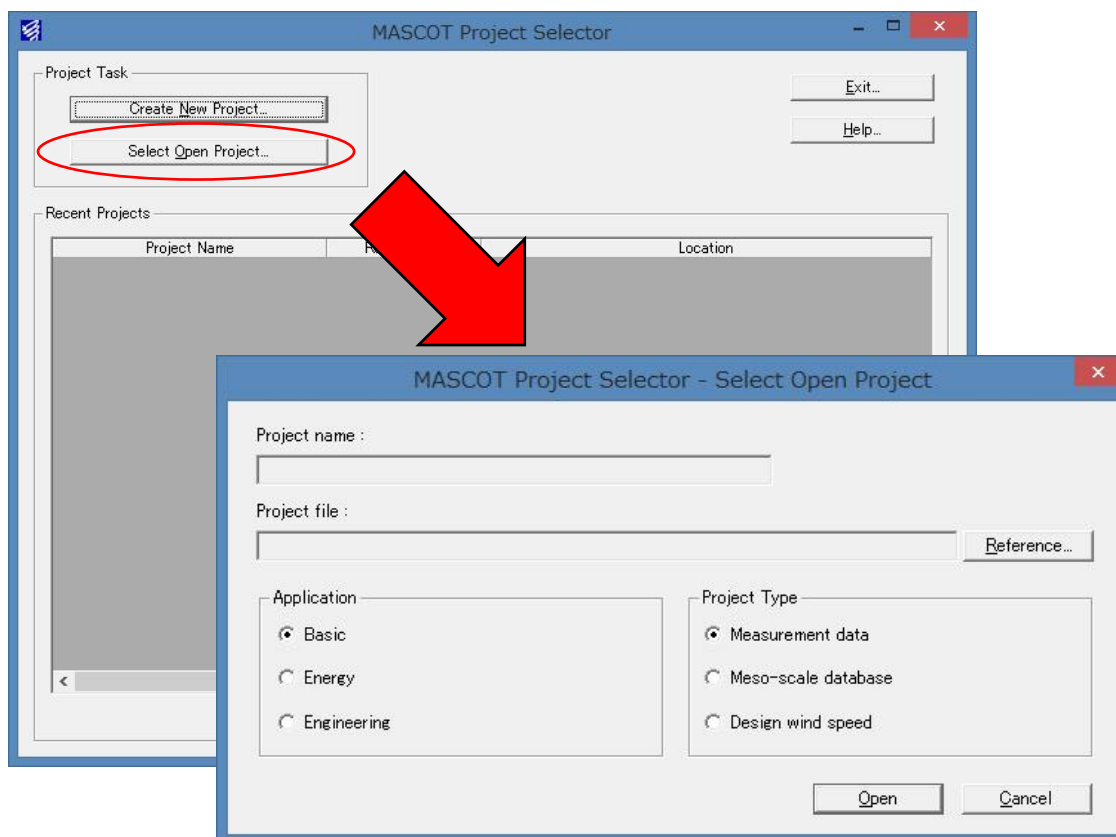 MASCOT Project Selector
Project Task
Create New Project...
Select Open Project...
Exit...
Help...
Recent Projects
Project Name
Location
MASCOT Project Selector - Select Open Project
Project name :
Project file :
Reference...
Application
Basic
Energy
Engineering
Project Type
Measurement data
Meso-scale database
Design wind speed
Open
Cancel